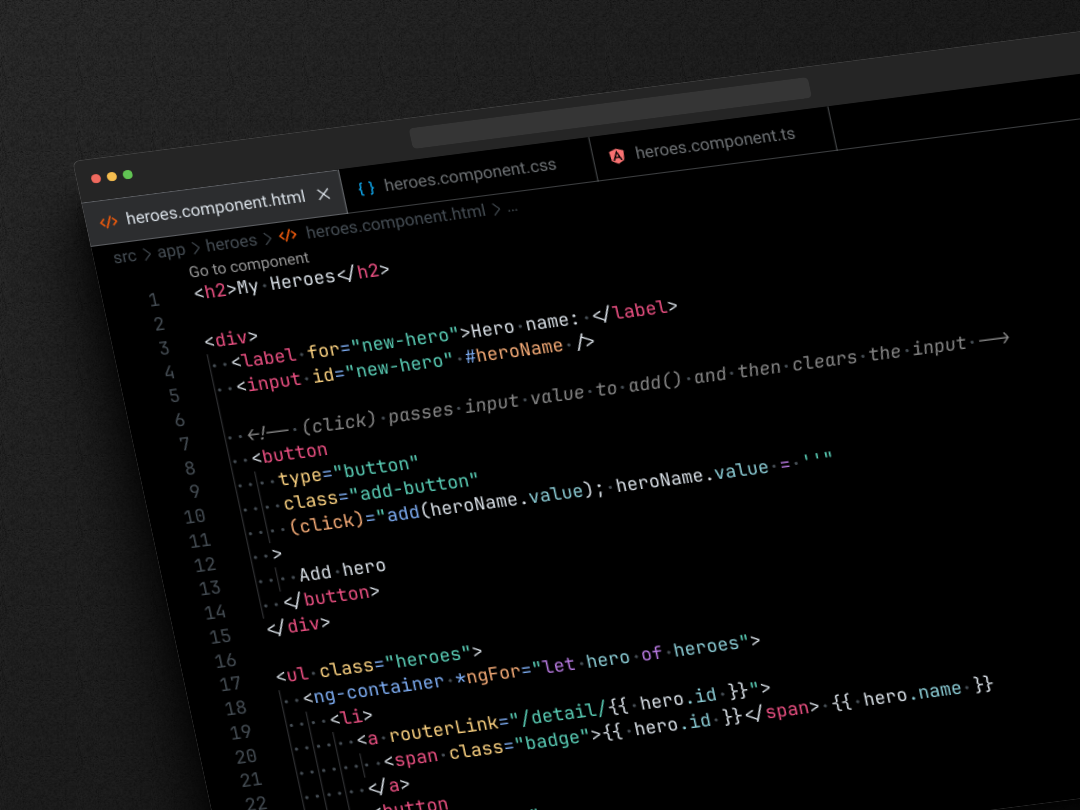 heroes.component.html
heroes.component.css
heroes.component.ts
src > app > heroes > </> heroes.component.html > ...
Go to component
1 <h2>My Heroes</h2>
2
3 <div>
4 <label for="new-hero">Hero name: </label>
5 <input id="new-hero" #heroName />
6
7 <!-- (click) passes input value to add() and then clears the input -->
8 <button
9 type="button"
10 class="add-button"
11 (click)="add(heroName.value); heroName.value = ''"
12 >
13 Add hero
14 </button>
15 </div>
16
17 <ul class="heroes">
18 <ng-container *ngFor="let hero of heroes">
19 <li>
20 <a routerLink="/detail/{{ hero.id }}">
21 <span class="badge">{{ hero.id }}</span> {{ hero.name }}
22 </a>
<button